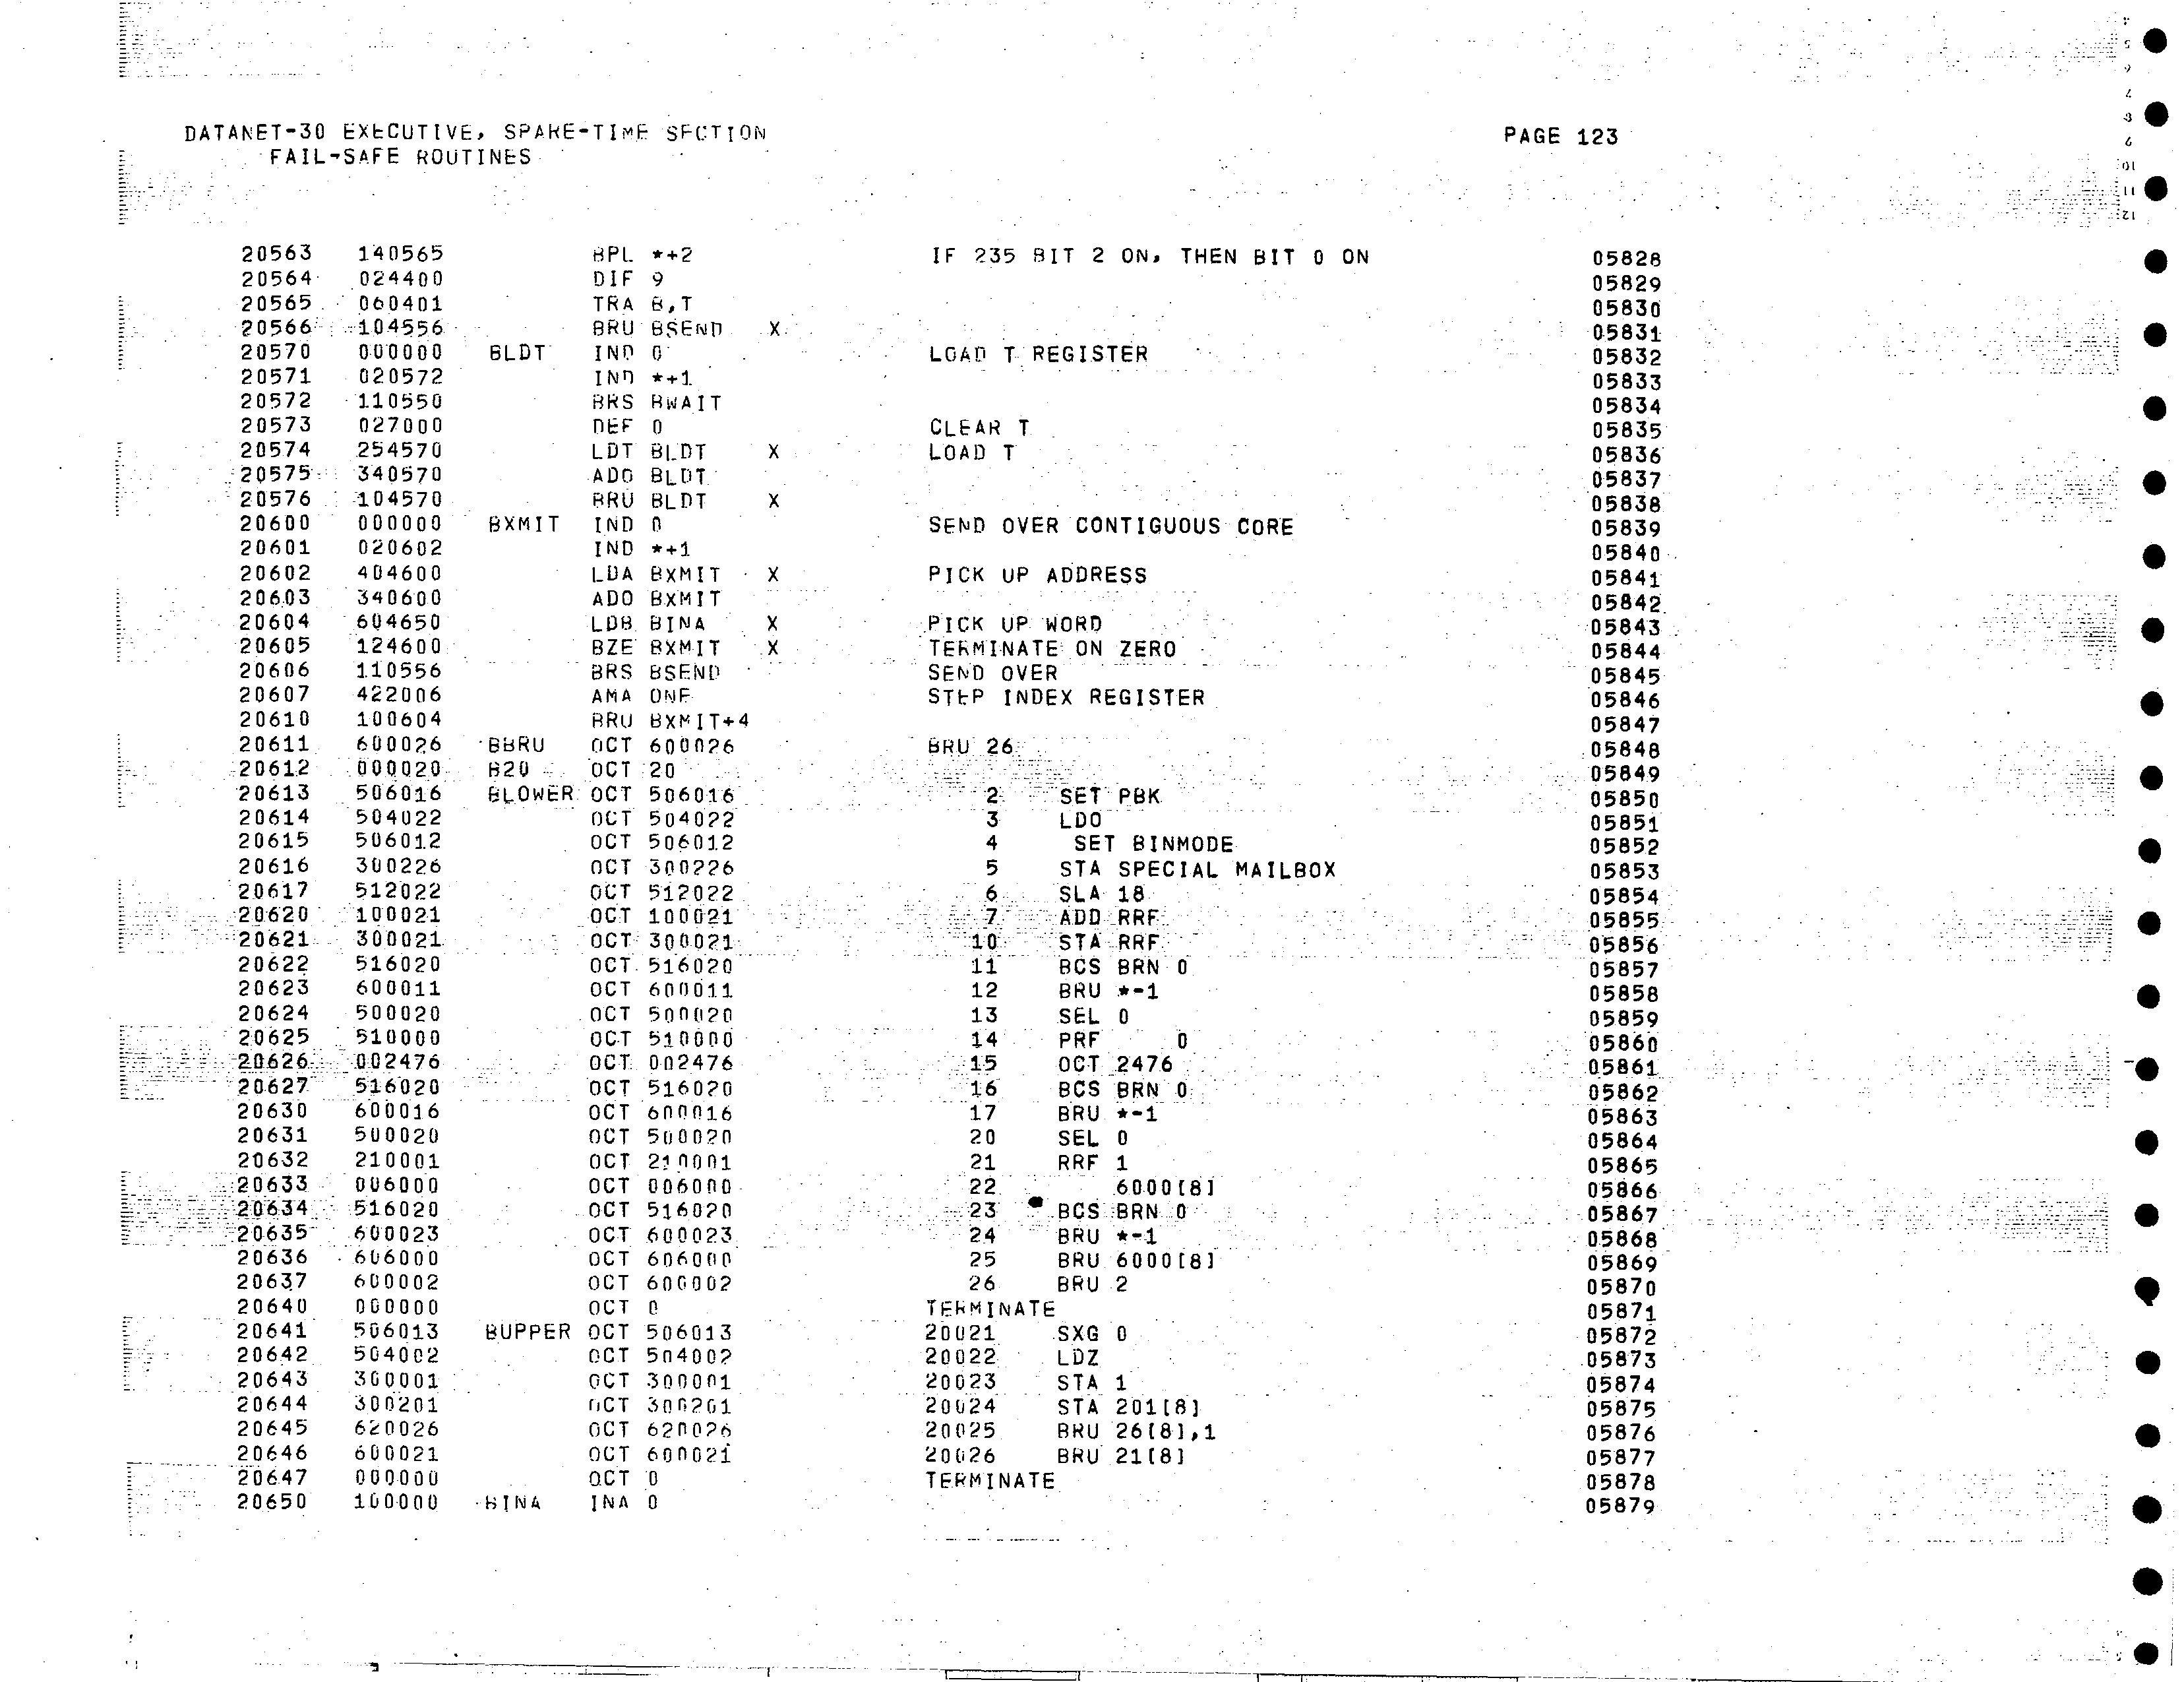 DATANET-30 EXECUTIVE, SPARE-TIME SECTION PAGE 123
FAIL-SAFE ROUTINES
20563 140565 BPL *+2 IF 235 BIT 2 ON, THEN BIT 0 ON 05828
20564 024400 DIF 9 05829
20565 060401 TRA B,T 05830
20566 104556 BRU BSEND X 05831
20570 000000 BLDT IND 0 LOAD T REGISTER 05832
20571 020572 IND *+1 05833
20572 110550 BRS BWAIT 05834
20573 027000 DEF 0 CLEAR T 05835
20574 254570 LDT BLDT X LOAD T 05836
20575 340570 ADO BLDT 05837
20576 104570 BRU BLDT X 05838
20600 000000 BXMIT IND 0 SEND OVER CONTIGUOUS CORE 05839
20601 020602 IND *+1 05840
20602 404600 LDA BXMIT X PICK UP ADDRESS 05841
20603 340600 ADO BXMIT 05842
20604 604650 LDB BINA X PICK UP WORD 05843
20605 124600 BZE BXMIT X TERMINATE ON ZERO 05844
20606 110556 BRS BSEND SEND OVER 05845
20607 422006 AMA ONE STEP INDEX REGISTER 05846
20610 100604 BRU BXMIT+4 05847
20611 600026 BBRU OCT 600026 BRU 26 05848
20612 000020 B20 OCT 20 05849
20613 506016 BLOWER OCT 506016 2 SET PBK 05850
20614 504022 OCT 504022 3 LDO 05851
20615 506012 OCT 506012 4 SET BINMODE 05852
20616 300226 OCT 300226 5 STA SPECIAL MAILBOX 05853
20617 512022 OCT 512022 6 SLA 18 05854
20620 100021 OCT 100021 7 ADD RRF 05855
20621 300021 OCT 300021 10 STA RRF 05856
20622 516020 OCT 516020 11 BCS BRN 0 05857
20623 600011 OCT 600011 12 BRU *-1 05858
20624 500020 OCT 500020 13 SEL 0 05859
20625 510000 OCT 510000 14 PRF 0 05860
20626 002476 OCT 002476 15 OCT 2476 05861
20627 516020 OCT 516020 16 BCS BRN 0 05862
20630 600016 OCT 600016 17 BRU *-1 05863
20631 500020 OCT 500020 20 SEL 0 05864
20632 210001 OCT 210001 21 RRF 1 05865
20633 006000 OCT 006000 22 6000[8] 05866
20634 516020 OCT 516020 23 BCS BRN 0 05867
20635 600023 OCT 600023 24 BRU *-1 05868
20636 606000 OCT 606000 25 BRU 6000[8] 05869
20637 600002 OCT 600002 26 BRU 2 05870
20640 000000 OCT 0 TERMINATE 05871
20641 506013 BUPPER OCT 506013 20021 SXG 0 05872
20642 504002 OCT 504002 20022 LDZ 05873
20643 300001 OCT 300001 20023 STA 1 05874
20644 300201 OCT 300201 20024 STA 201[8] 05875
20645 620026 OCT 620026 20025 BRU 26[8],1 05876
20646 600021 OCT 600021 20026 BRU 21[8] 05877
20647 000000 OCT 0 TERMINATE 05878
20650 100000 BINA INA 0 05879